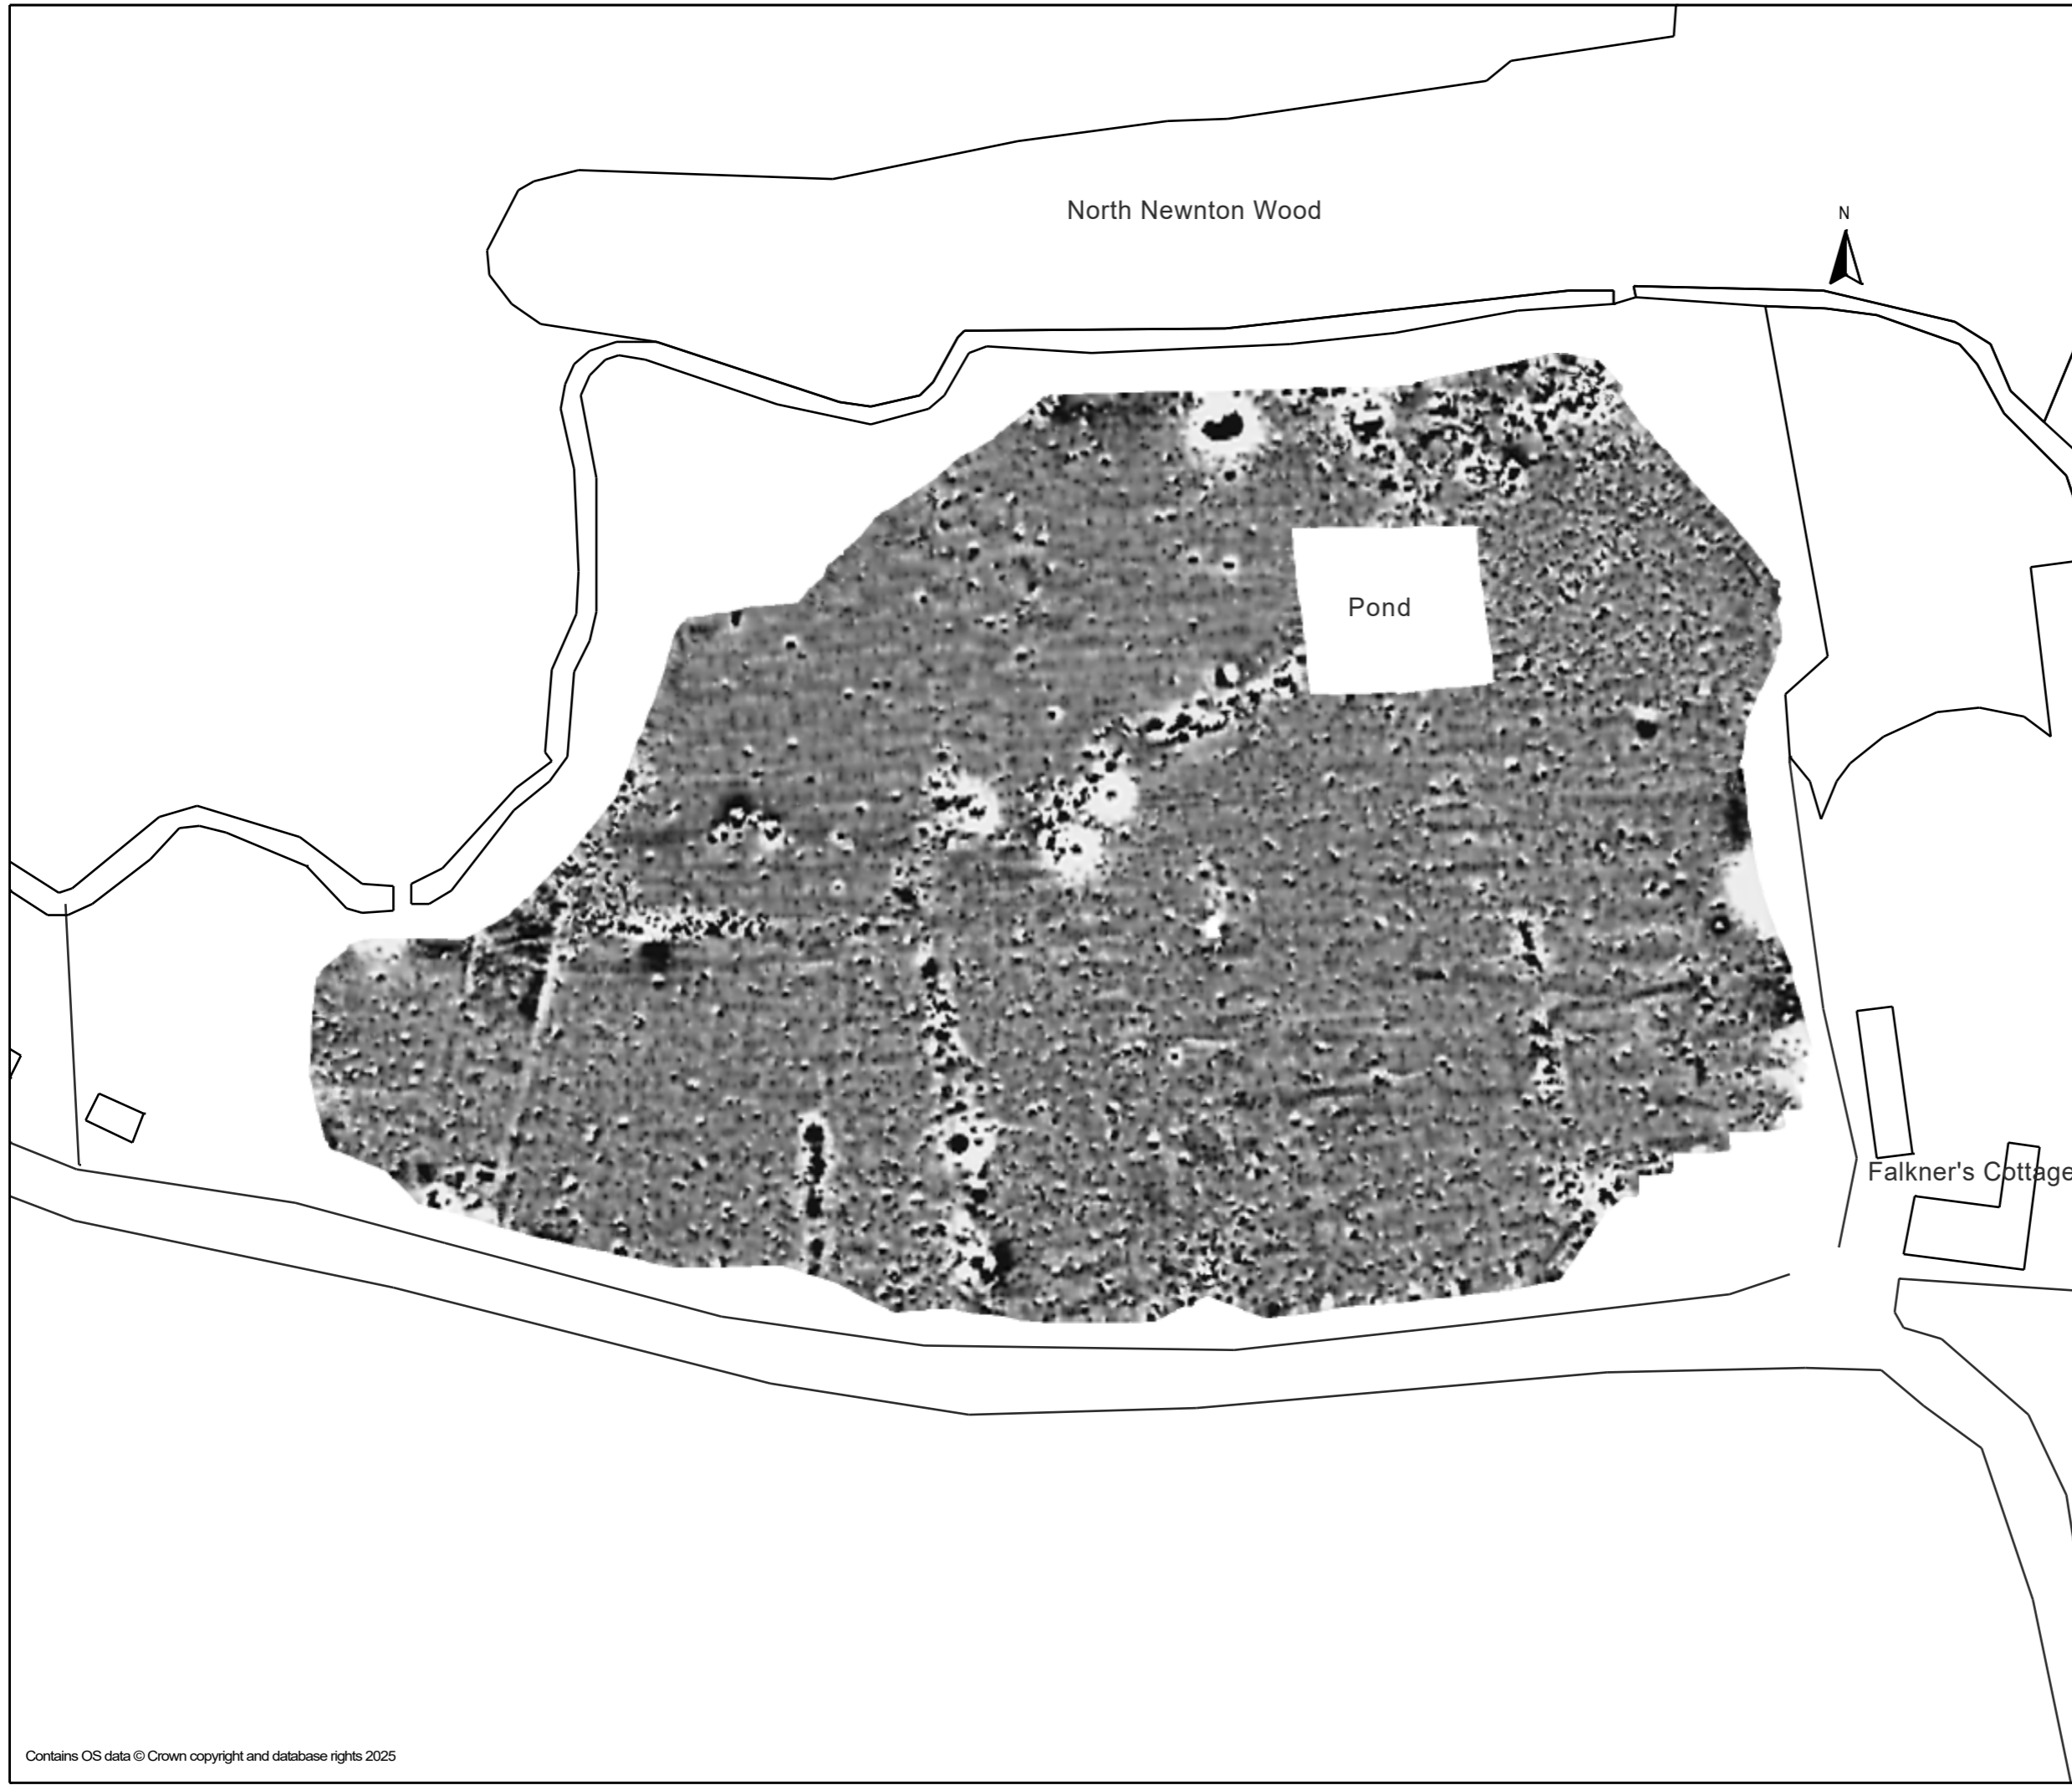 North Newnton Wood
N
Pond
Falkner's Cottage
Contains OS data © Crown copyright and database rights 2025